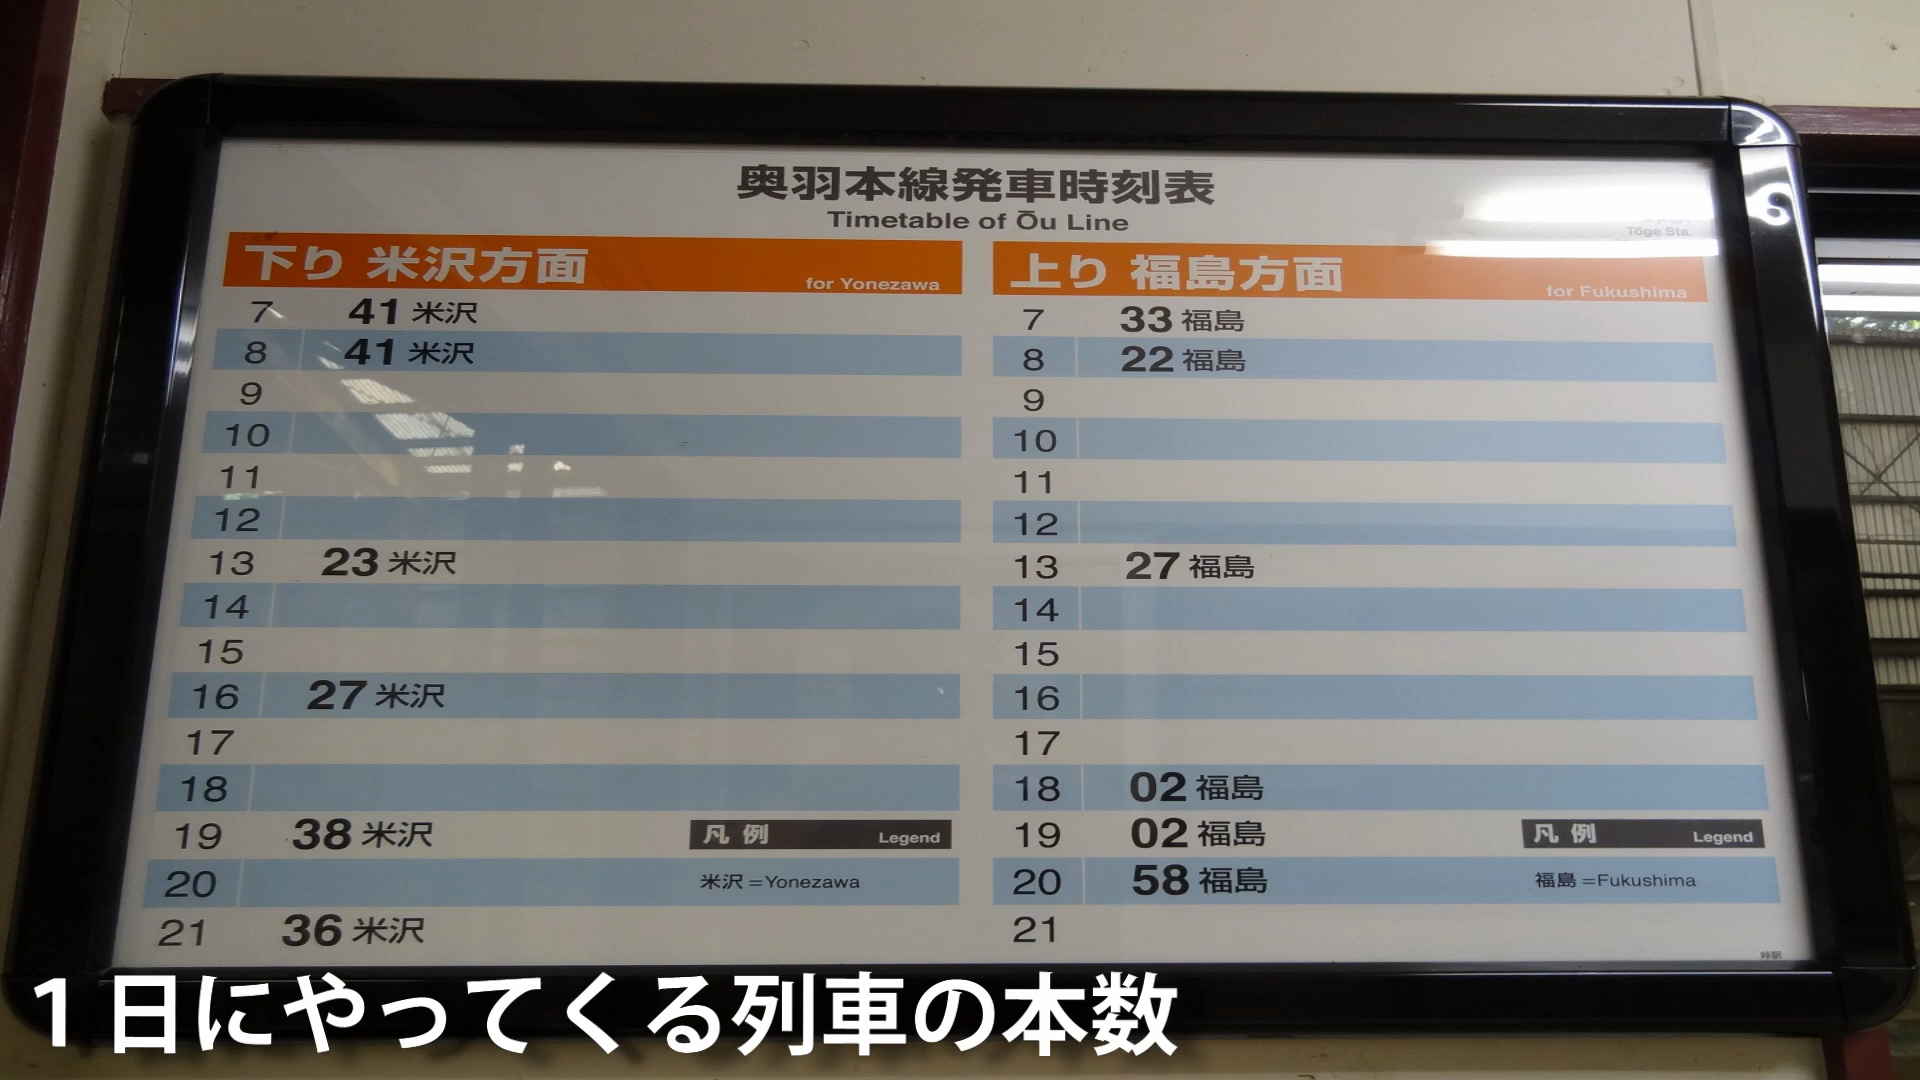 奥羽本線発車時刻表
Timetable of Ōu Line
Tōge Sta.
下り 米沢方面 for Yonezawa
7 41 米沢
8 41 米沢
9
10
11
12
13 23 米沢
14
15
16 27 米沢
17
18
19 38 米沢 凡例 Legend
20 米沢=Yonezawa
21 36 米沢
上り 福島方面 for Fukushima
7 33 福島
8 22 福島
9
10
11
12
13 27 福島
14
15
16
17
18 02 福島
19 02 福島 凡例 Legend
20 58 福島 福島=Fukushima
21
峠駅
1日にやってくる列車の本数